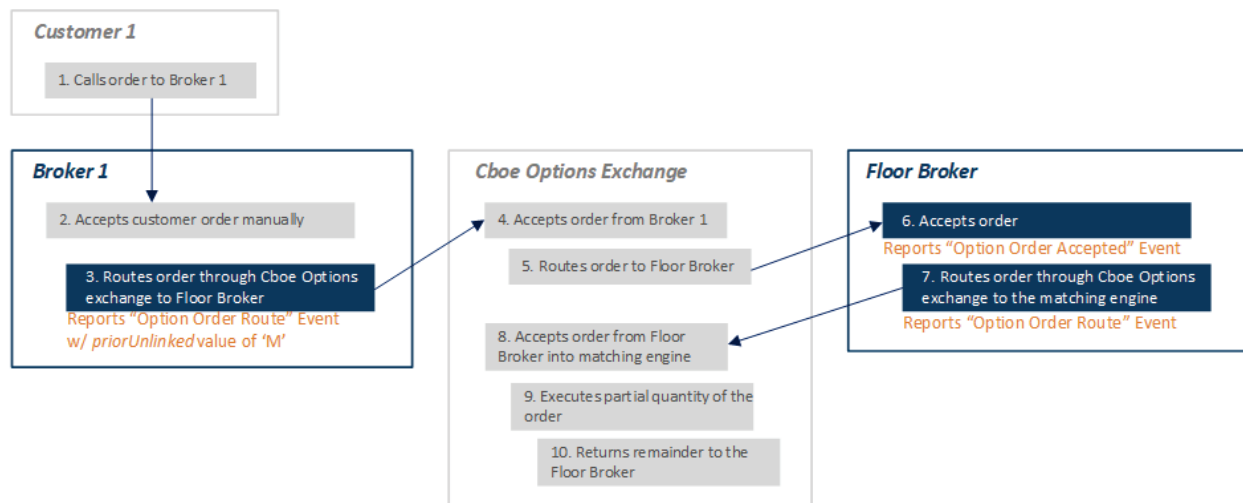 Customer 1
1. Calls order to Broker 1
Broker 1
2. Accepts customer order manually
3. Routes order through Cboe Options
exchange to Floor Broker
Reports “Option Order Route” Event
w/ priorUnlinked value of ‘M’
Cboe Options Exchange
4. Accepts order from Broker 1
5. Routes order to Floor Broker
8. Accepts order from Floor
Broker into matching engine
9. Executes partial quantity of the
order
10. Returns remainder to the
Floor Broker
Floor Broker
6. Accepts order
Reports “Option Order Accepted” Event
7. Routes order through Cboe Options
exchange to the matching engine
Reports “Option Order Route” Event